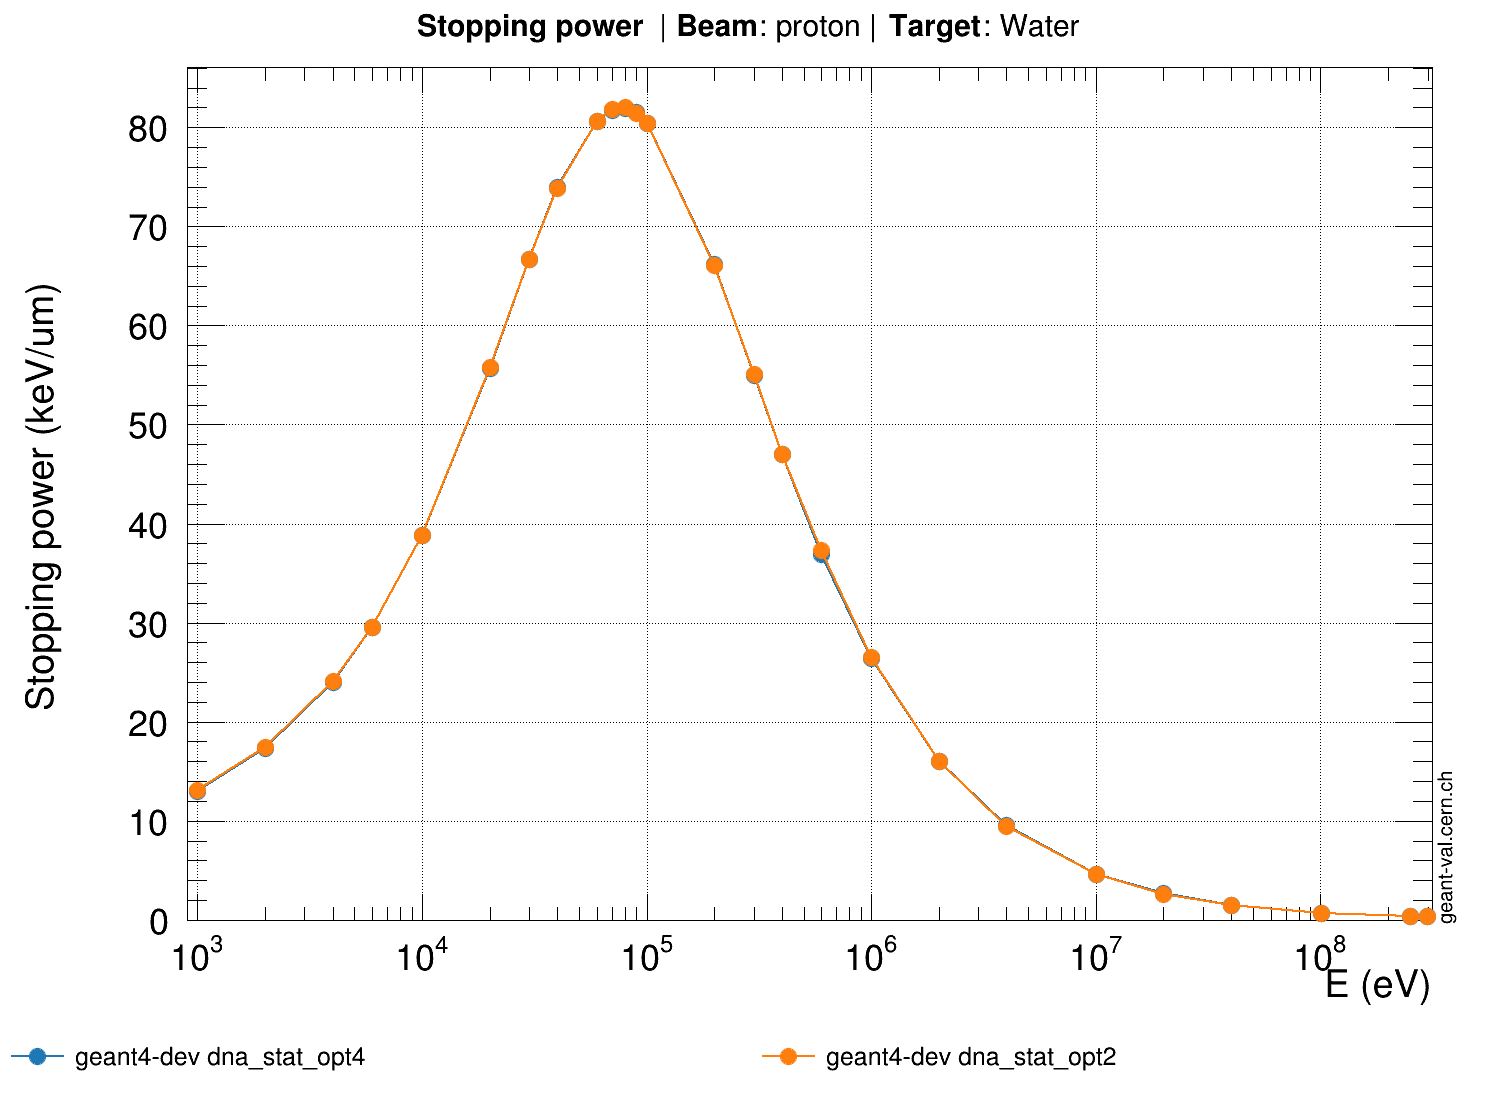 Stopping power | Beam: proton | Target: Water
Stopping power (keV/um)
80
70
60
50
40
30
20
10
0
10³
10⁴
10⁵
10⁶
10⁷
10⁸
E (eV)
geant-val.cern.ch
geant4-dev dna_stat_opt4
geant4-dev dna_stat_opt2